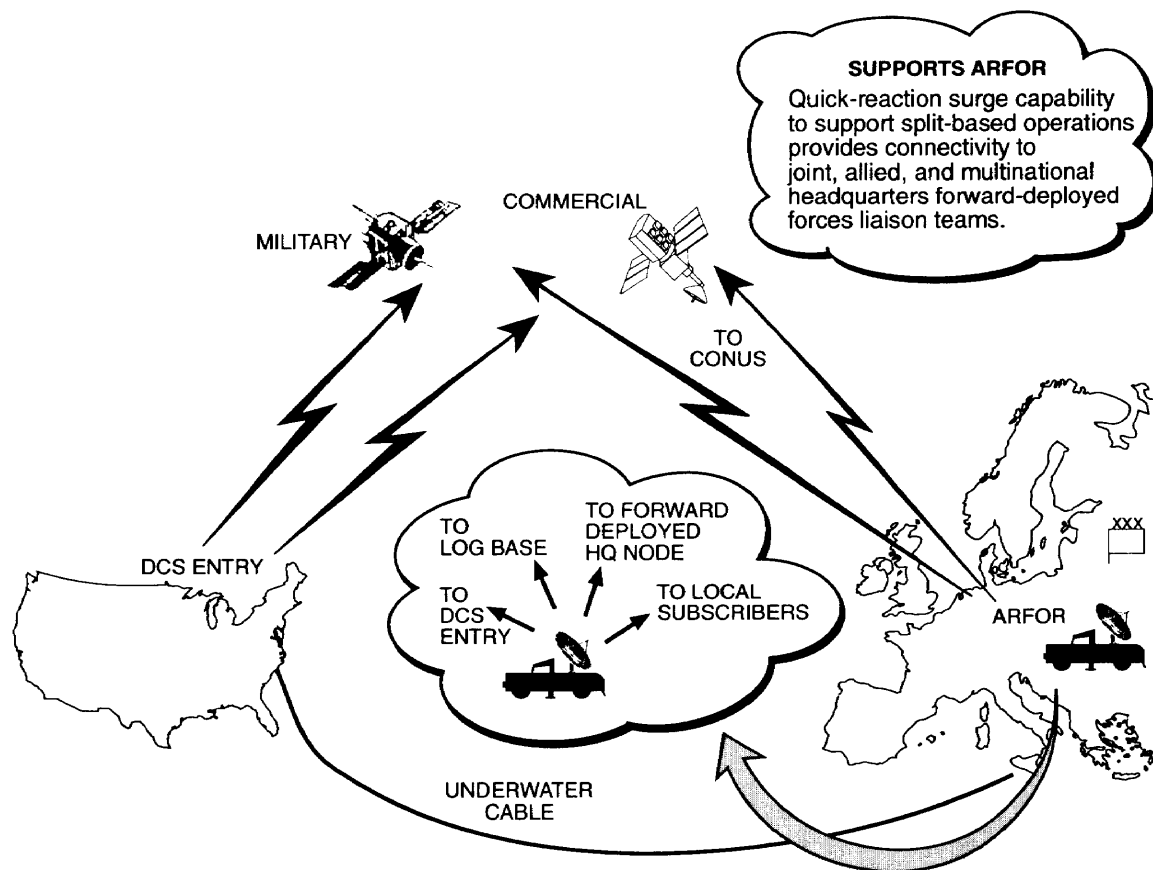 SUPPORTS ARFOR
Quick-reaction surge capability
to support split-based operations
provides connectivity to
joint, allied, and multinational
headquarters forward-deployed
forces liaison teams.
COMMERCIAL
MILITARY
TO
CONUS
TO
LOG BASE
TO FORWARD
DEPLOYED
HQ NODE
XXX
DCS ENTRY
TO
DCS
ENTRY
TO LOCAL
SUBSCRIBERS
ARFOR
UNDERWATER
CABLE